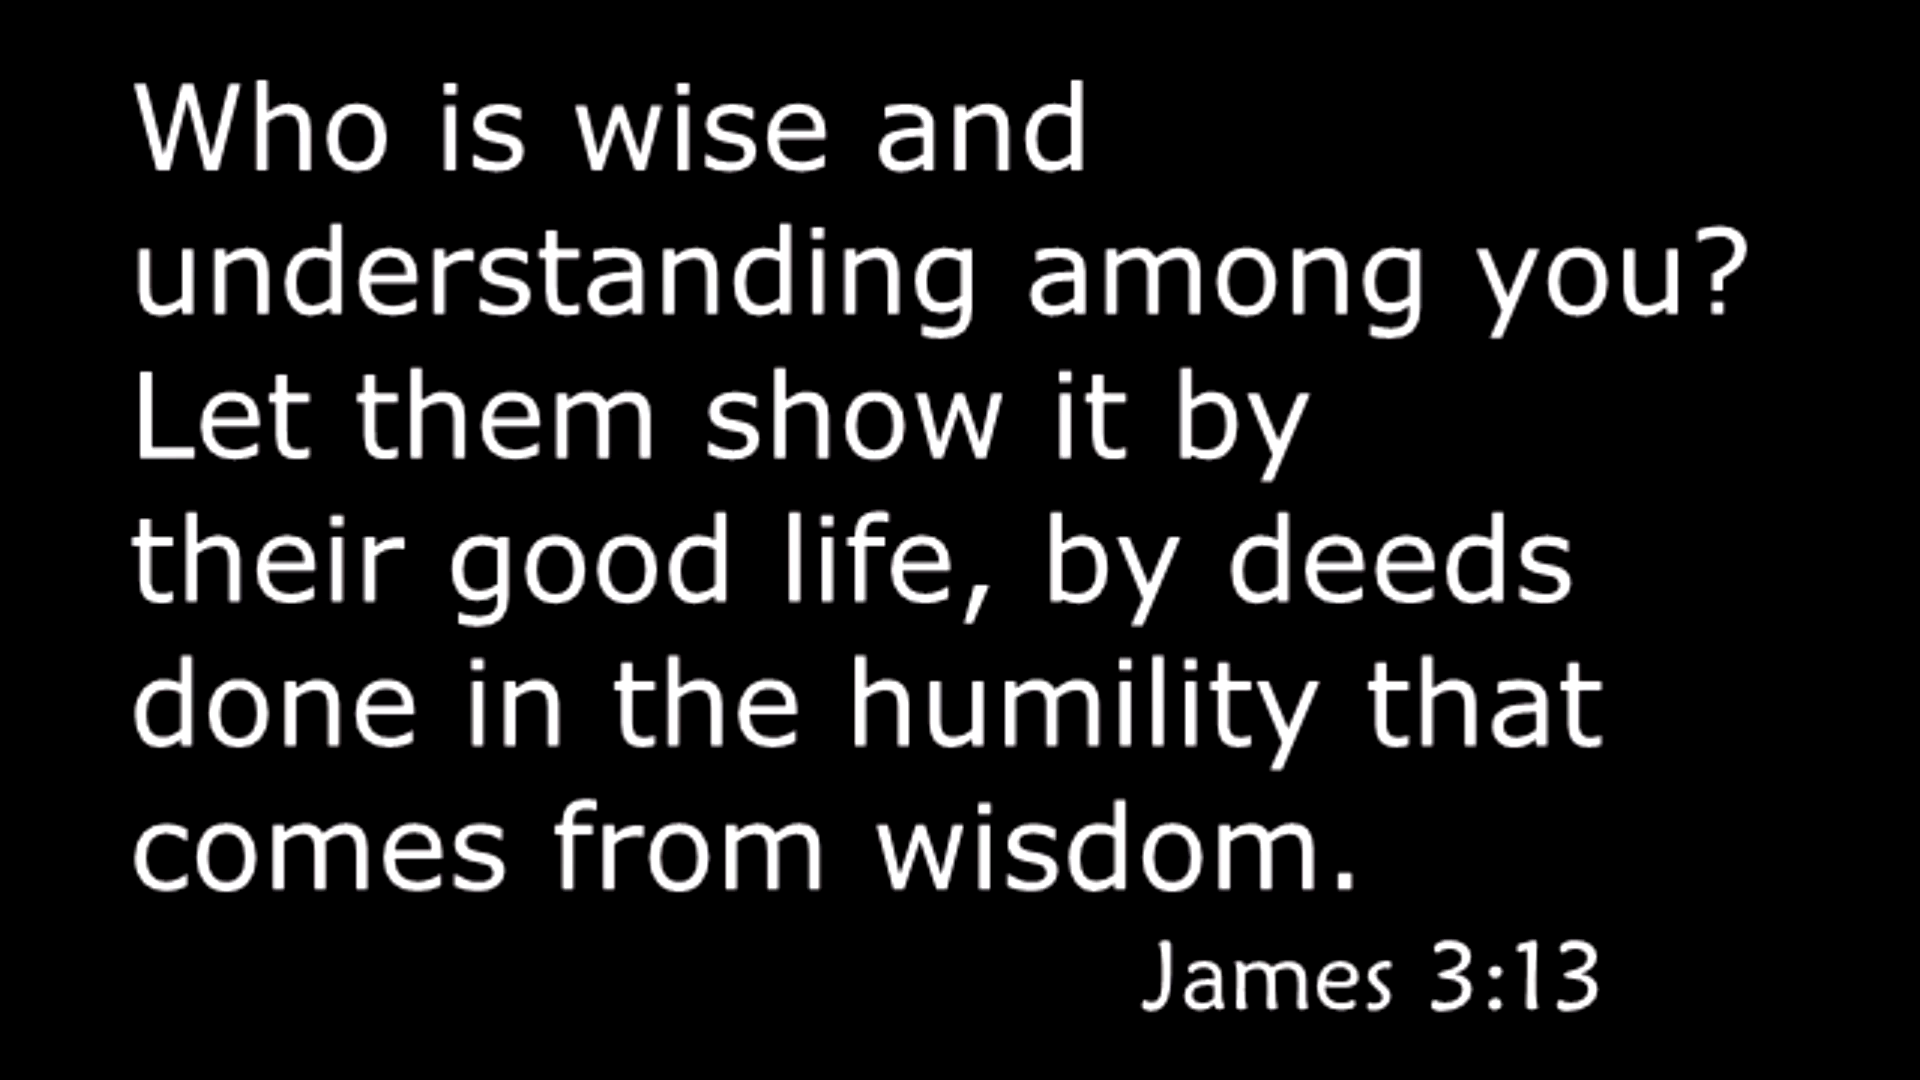 Who is wise and
understanding among you?
Let them show it by
their good life, by deeds
done in the humility that
comes from wisdom.
James 3:13